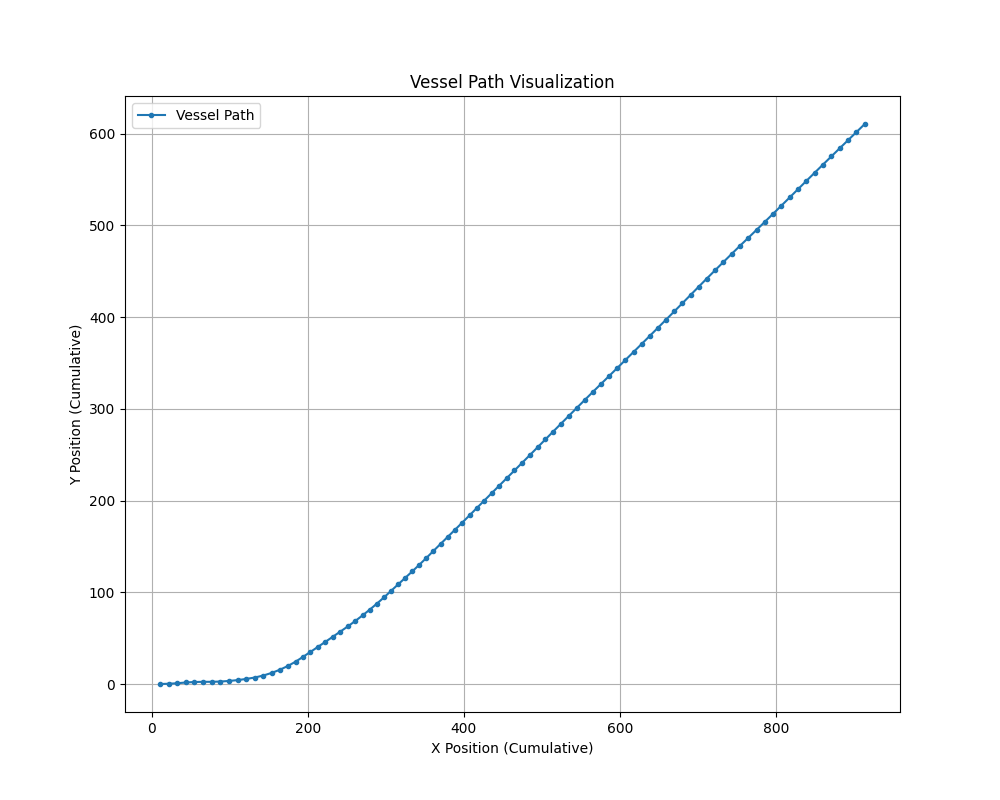 Vessel Path Visualization
Vessel Path
600
500
400
300
200
100
0
Y Position (Cumulative)
0 200 400 600 800
X Position (Cumulative)